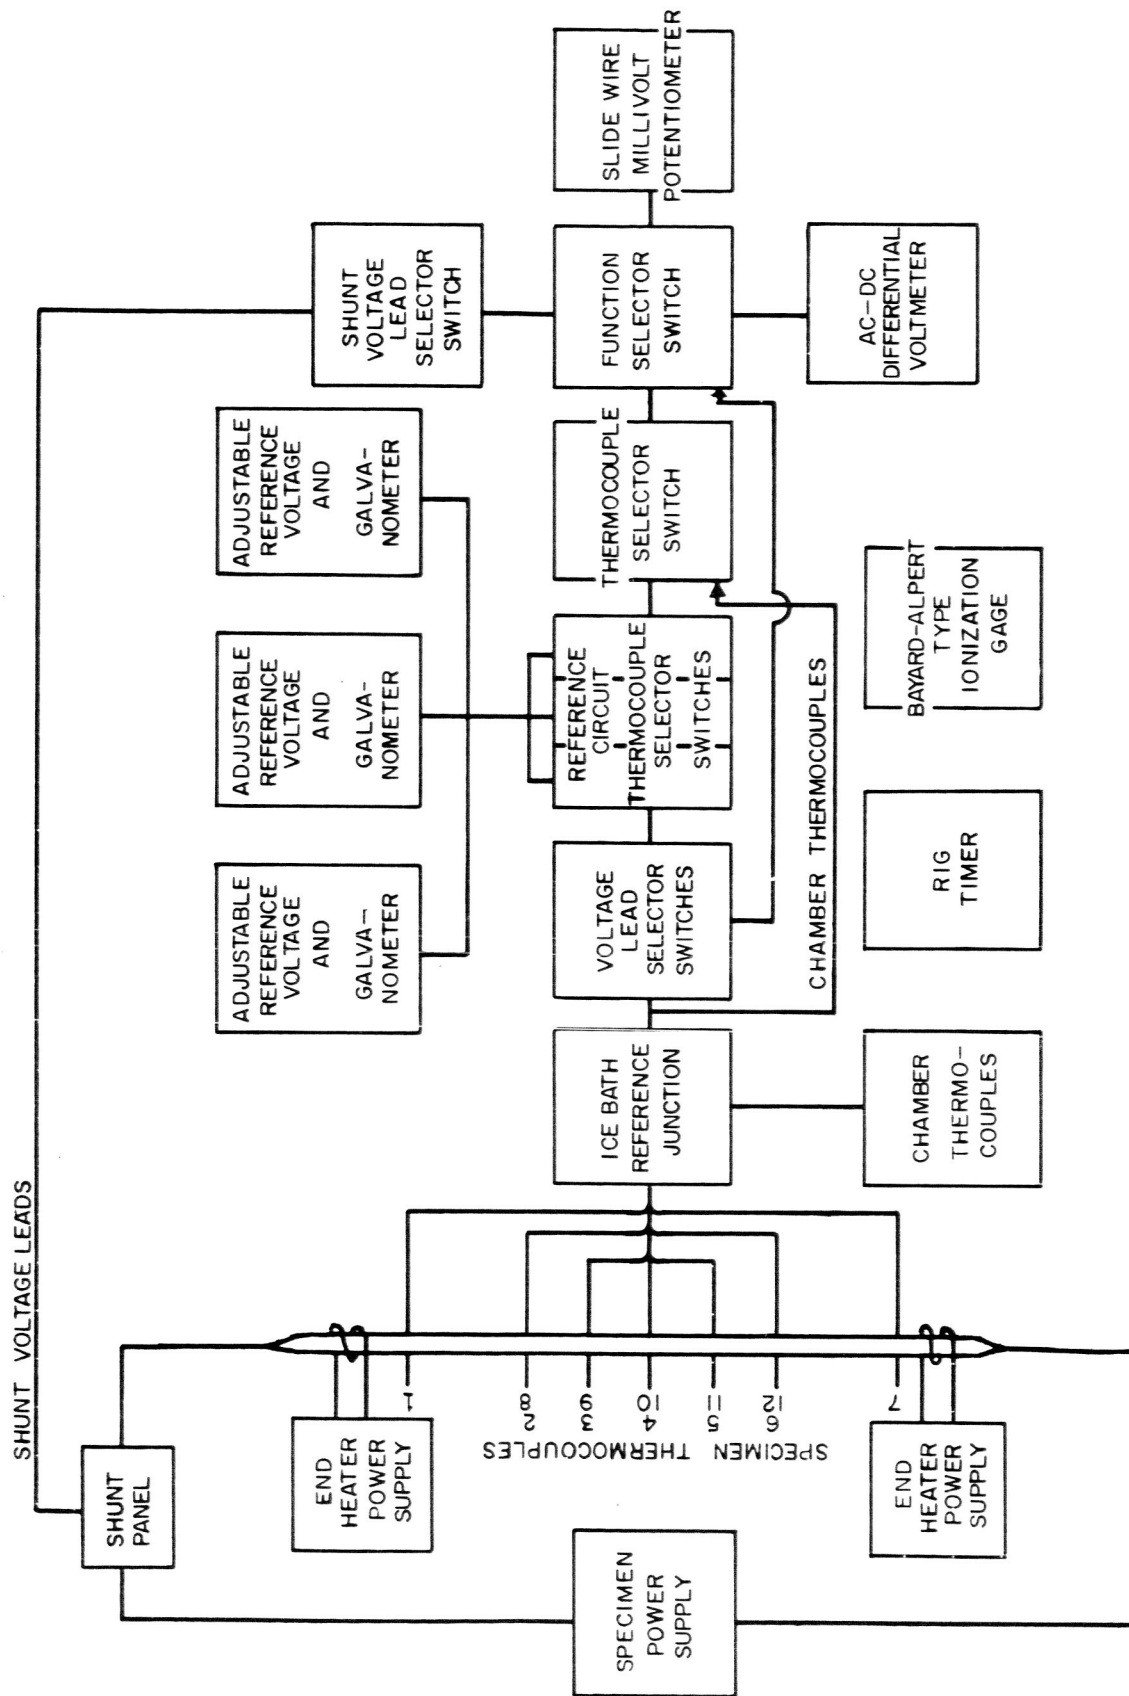 SHUNT VOLTAGE LEADS
SHUNT
PANEL
SPECIMEN
POWER
SUPPLY
END
HEATER
POWER
SUPPLY
1
2 8
3 9
4 10
5 11
6 12
7
SPECIMEN THERMOCOUPLES
END
HEATER
POWER
SUPPLY
ICE BATH
REFERENCE
JUNCTION
CHAMBER
THERMO-
COUPLES
ADJUSTABLE
REFERENCE
VOLTAGE
AND
GALVA-
NOMETER
ADJUSTABLE
REFERENCE
VOLTAGE
AND
GALVA-
NOMETER
ADJUSTABLE
REFERENCE
VOLTAGE
AND
GALVA-
NOMETER
VOLTAGE
LEAD
SELECTOR
SWITCHES
REFERENCE
CIRCUIT
THERMOCOUPLE
SELECTOR
SWITCHES
THERMOCOUPLE
SELECTOR
SWITCH
CHAMBER THERMOCOUPLES
RIG
TIMER
BAYARD-ALPERT
TYPE
IONIZATION
GAGE
SHUNT
VOLTAGE
LEAD
SELECTOR
SWITCH
FUNCTION
SELECTOR
SWITCH
AC-DC
DIFFERENTIAL
VOLTMETER
SLIDE WIRE
MILLIVOLT
POTENTIOMETER